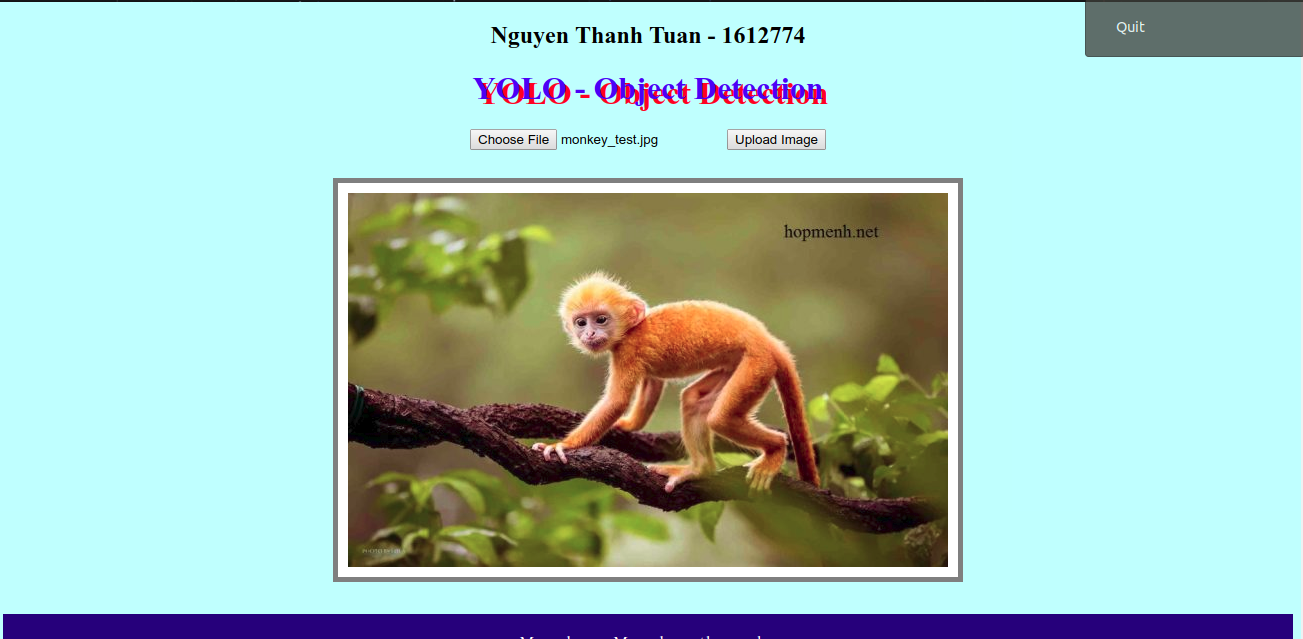 Quit
Nguyen Thanh Tuan - 1612774
YOLO - Object Detection
Choose File monkey_test.jpg Upload Image
hopmenh.net